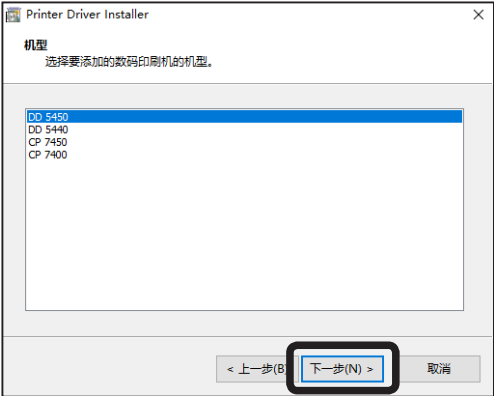 Printer Driver Installer
机型
选择要添加的数码印刷机的机型。
DD 5450
DD 5440
CP 7450
CP 7400
< 上一步(B
下一步(N) >
取消